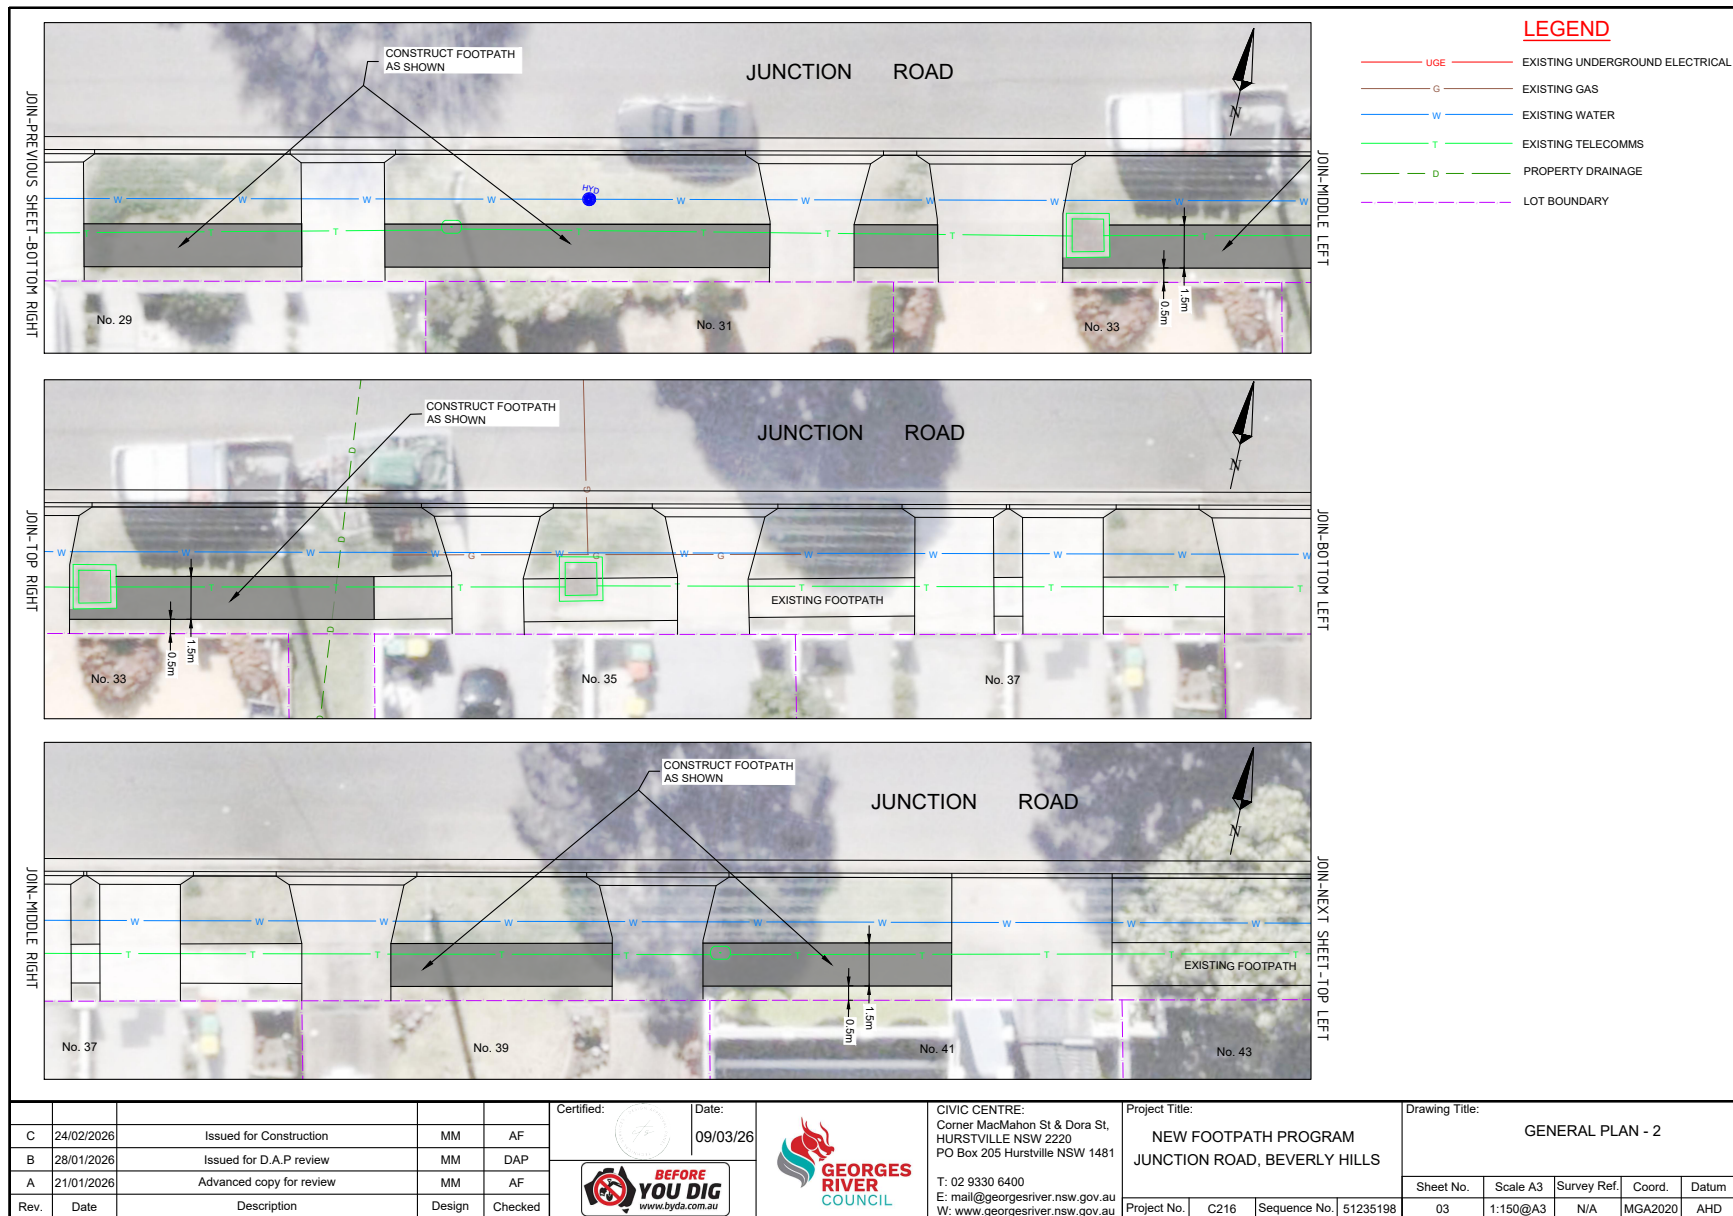 LEGEND
UGE
EXISTING UNDERGROUND ELECTRICAL
G
EXISTING GAS
W
EXISTING WATER
T
EXISTING TELECOMMS
D
PROPERTY DRAINAGE
LOT BOUNDARY
JOIN-PREVIOUS SHEET-BOTTOM RIGHT
CONSTRUCT FOOTPATH
AS SHOWN
JUNCTION ROAD
N
JOIN-MIDDLE LEFT
W W W W HYD W W W W W W
T T T T T T T T
0.5m
1.5m
No. 29
No. 31
No. 33
JOIN-TOP RIGHT
CONSTRUCT FOOTPATH
AS SHOWN
JUNCTION ROAD
N
JOIN-BOTTOM LEFT
D
G
D
W W W W G G W G W W W W W
T T T T T T T T T
EXISTING FOOTPATH
D
0.5m
1.5m
No. 33
No. 35
No. 37
JOIN-MIDDLE RIGHT
CONSTRUCT FOOTPATH
AS SHOWN
JUNCTION ROAD
N
JOIN-NEXT SHEET-TOP LEFT
W W W W W W W W W W
T T T T T T T T T
EXISTING FOOTPATH
0.5m
1.5m
No. 37
No. 39
No. 41
No. 43
C 24/02/2026 Issued for Construction MM AF
B 28/01/2026 Issued for D.A.P review MM DAP
A 21/01/2026 Advanced copy for review MM AF
Rev. Date Description Design Checked
Certified:
Date:
09/03/26
BEFORE
YOU DIG
www.byda.com.au
GEORGES
RIVER
COUNCIL
CIVIC CENTRE:
Corner MacMahon St & Dora St,
HURSTVILLE NSW 2220
PO Box 205 Hurstville NSW 1481
T: 02 9330 6400
E: mail@georgesriver.nsw.gov.au
W: www.georgesriver.nsw.gov.au
Project Title:
NEW FOOTPATH PROGRAM
JUNCTION ROAD, BEVERLY HILLS
Project No. C216 Sequence No. 51235198
Drawing Title:
GENERAL PLAN - 2
Sheet No. Scale A3 Survey Ref. Coord. Datum
03 1:150@A3 N/A MGA2020 AHD